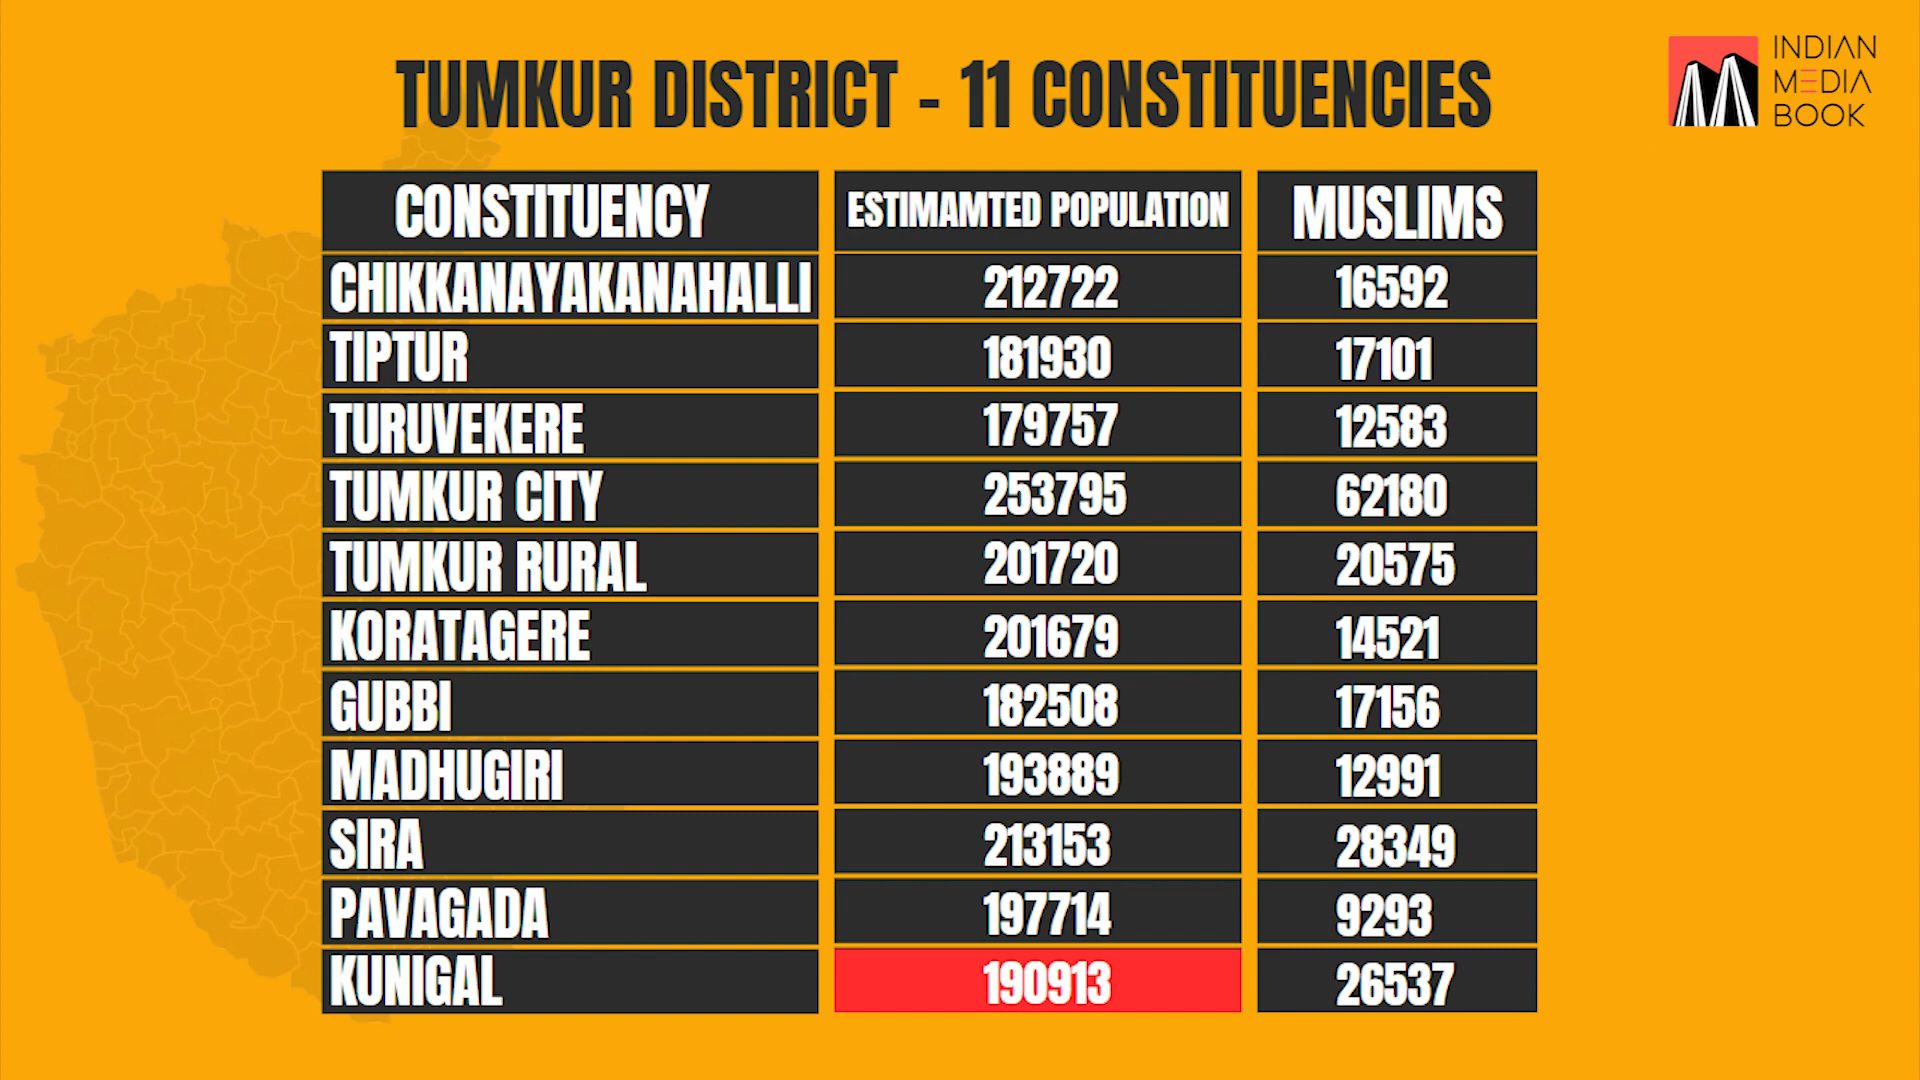 TUMKUR DISTRICT - 11 CONSTITUENCIES
INDIAN
MEDIA
BOOK
CONSTITUENCY ESTIMAMTED POPULATION MUSLIMS
CHIKKANAYAKANAHALLI 212722 16592
TIPTUR 181930 17101
TURUVEKERE 179757 12583
TUMKUR CITY 253795 62180
TUMKUR RURAL 201720 20575
KORATAGERE 201679 14521
GUBBI 182508 17156
MADHUGIRI 193889 12991
SIRA 213153 28349
PAVAGADA 197714 9293
KUNIGAL 190913 26537